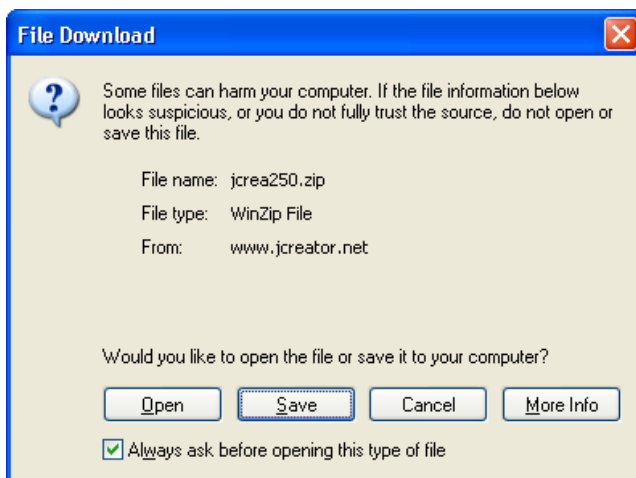 File Download
Some files can harm your computer. If the file information below
looks suspicious, or you do not fully trust the source, do not open or
save this file.
File name: jcrea250.zip
File type: WinZip File
From: www.jcreator.net
Would you like to open the file or save it to your computer?
Open Save Cancel More Info
Always ask before opening this type of file